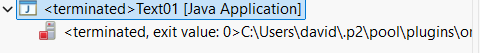 <terminated>Text01 [Java Application]
<terminated, exit value: 0>C:\Users\david\.p2\pool\plugins\or